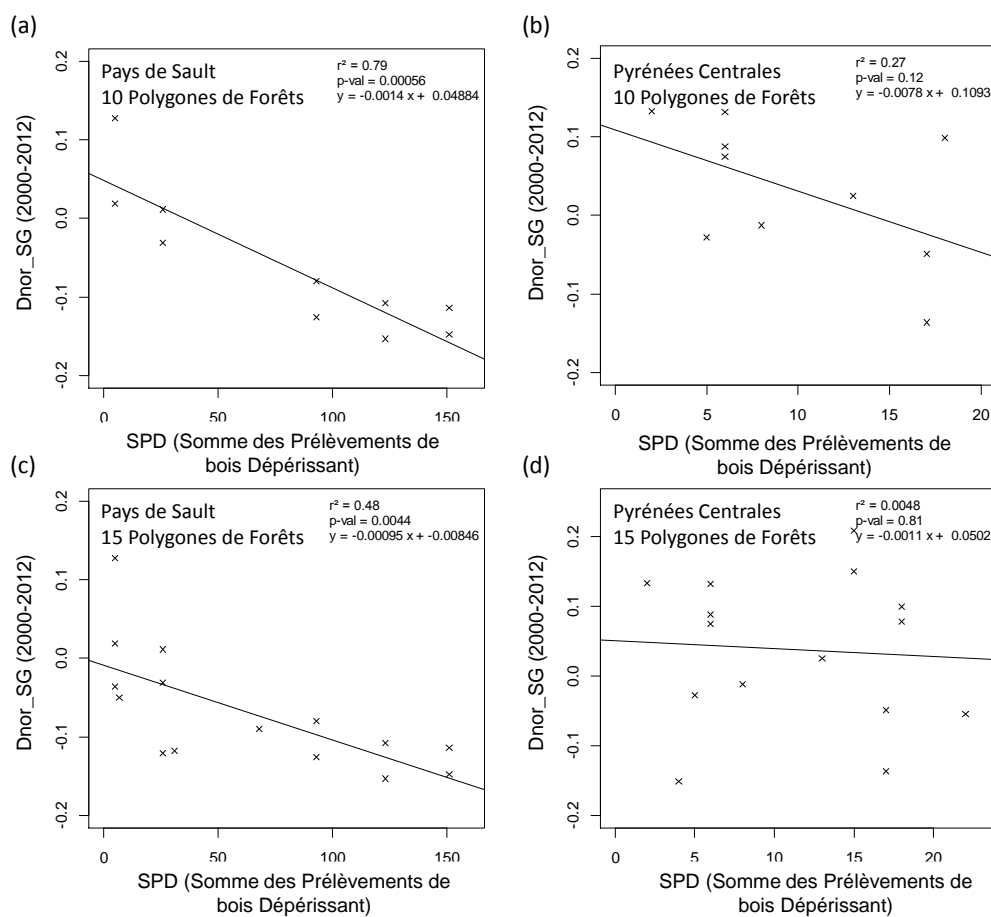 (a)
Pays de Sault
10 Polygones de Forêts
r² = 0.79
p-val = 0.00056
y = -0.0014 x + 0.04884
Dnor_SG (2000-2012)
0.2
0.1
0.0
-0.1
-0.2
0 50 100 150
SPD (Somme des Prélèvements de
bois Dépérissant)
(b)
Pyrénées Centrales
10 Polygones de Forêts
r² = 0.27
p-val = 0.12
y = -0.0078 x + 0.1093
Dnor_SG (2000-2012)
0.2
0.1
0.0
-0.1
-0.2
0 5 10 15 20
SPD (Somme des Prélèvements de
bois Dépérissant)
(c)
Pays de Sault
15 Polygones de Forêts
r² = 0.48
p-val = 0.0044
y = -0.00095 x + -0.00846
Dnor_SG (2000-2012)
0.2
0.1
0.0
-0.1
-0.2
0 50 100 150
SPD (Somme des Prélèvements de
bois Dépérissant)
(d)
Pyrénées Centrales
15 Polygones de Forêts
r² = 0.0048
p-val = 0.81
y = -0.0011 x + 0.0502
Dnor_SG (2000-2012)
0.2
0.1
0.0
-0.1
-0.2
0 5 10 15 20
SPD (Somme des Prélèvements de
bois Dépérissant)